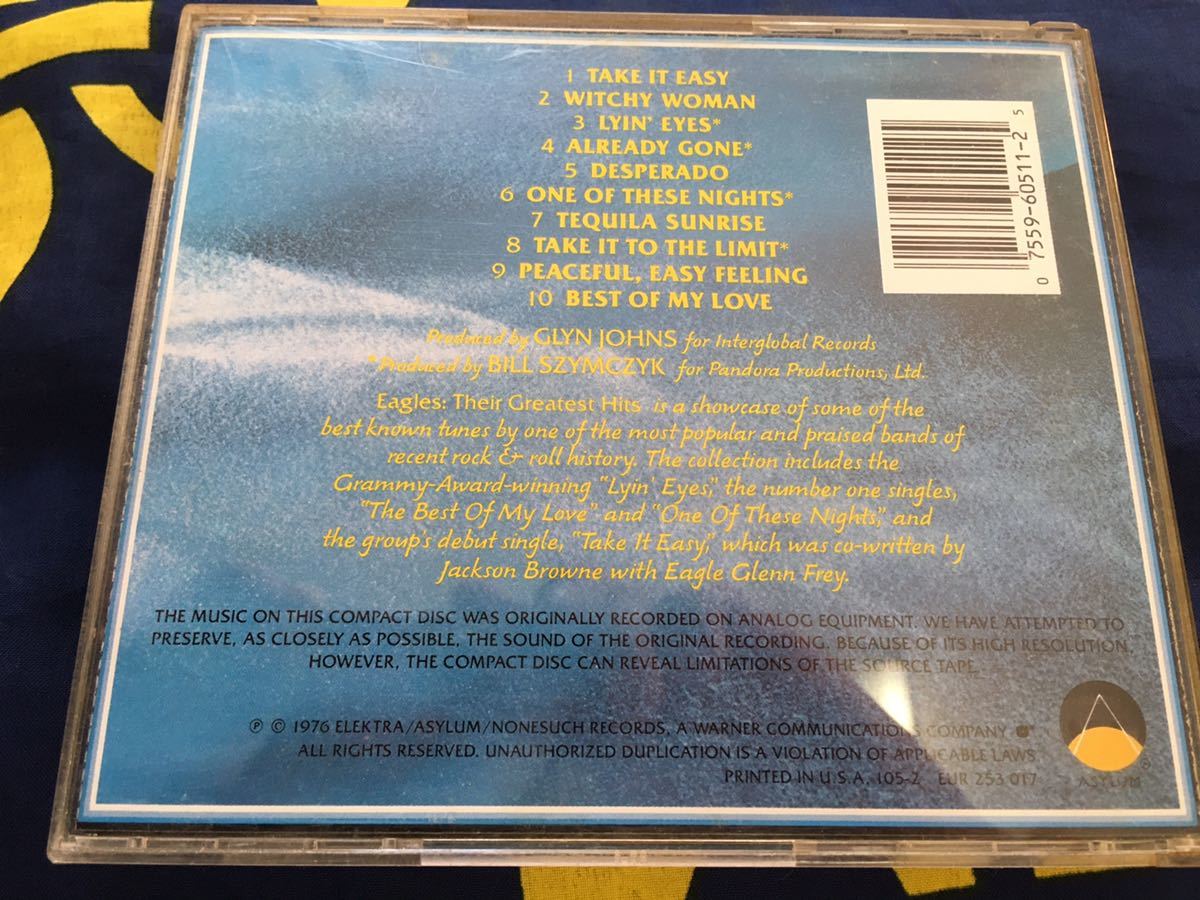 1 TAKE IT EASY
2 WITCHY WOMAN
3 LYIN' EYES*
4 ALREADY GONE*
5 DESPERADO
6 ONE OF THESE NIGHTS*
7 TEQUILA SUNRISE
8 TAKE IT TO THE LIMIT*
9 PEACEFUL, EASY FEELING
10 BEST OF MY LOVE
0 7559-60511-2 5
Produced by GLYN JOHNS for Interglobal Records
*Produced by BILL SZYMCZYK for Pandora Productions, Ltd.
Eagles: Their Greatest Hits is a showcase of some of the
best known tunes by one of the most popular and praised bands of
recent rock & roll history. The collection includes the
Grammy-Award-winning "Lyin' Eyes," the number one singles,
"The Best Of My Love" and "One Of These Nights," and
the group's debut single, "Take It Easy," which was co-written by
Jackson Browne with Eagle Glenn Frey.
THE MUSIC ON THIS COMPACT DISC WAS ORIGINALLY RECORDED ON ANALOG EQUIPMENT. WE HAVE ATTEMPTED TO
PRESERVE, AS CLOSELY AS POSSIBLE, THE SOUND OF THE ORIGINAL RECORDING. BECAUSE OF ITS HIGH RESOLUTION,
HOWEVER, THE COMPACT DISC CAN REVEAL LIMITATIONS OF THE SOURCE TAPE.
℗ © 1976 ELEKTRA/ASYLUM/NONESUCH RECORDS, A WARNER COMMUNICATIONS COMPANY
ALL RIGHTS RESERVED. UNAUTHORIZED DUPLICATION IS A VIOLATION OF APPLICABLE LAWS.
PRINTED IN U.S.A. 105-2 EUR 253 017
ASYLUM ®